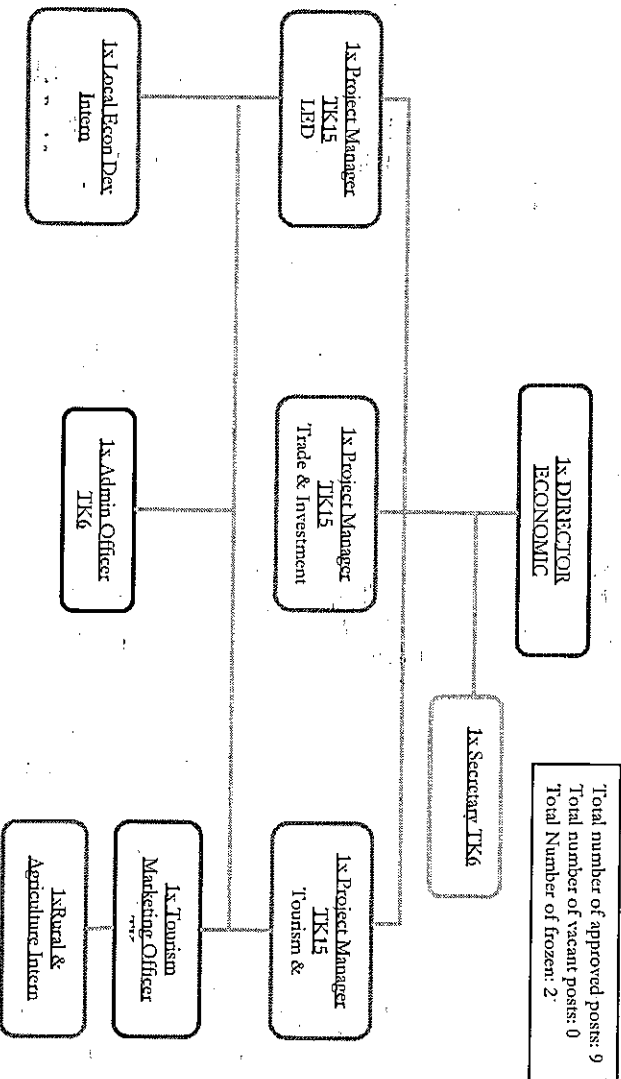 Total number of approved posts: 9
Total number of vacant posts: 0
Total Number of frozen: 2
1x DIRECTOR
ECONOMIC
1x Secretary TK6
1x Project Manager
TK15
LED
1x Project Manager
TK15
Trade & Investment
1x Project Manager
TK15
Tourism &
1x Local Econ Dev
Intern
1x Admin Officer
TK6
1x Tourism
Marketing Officer
1xRural &
Agriculture Intern